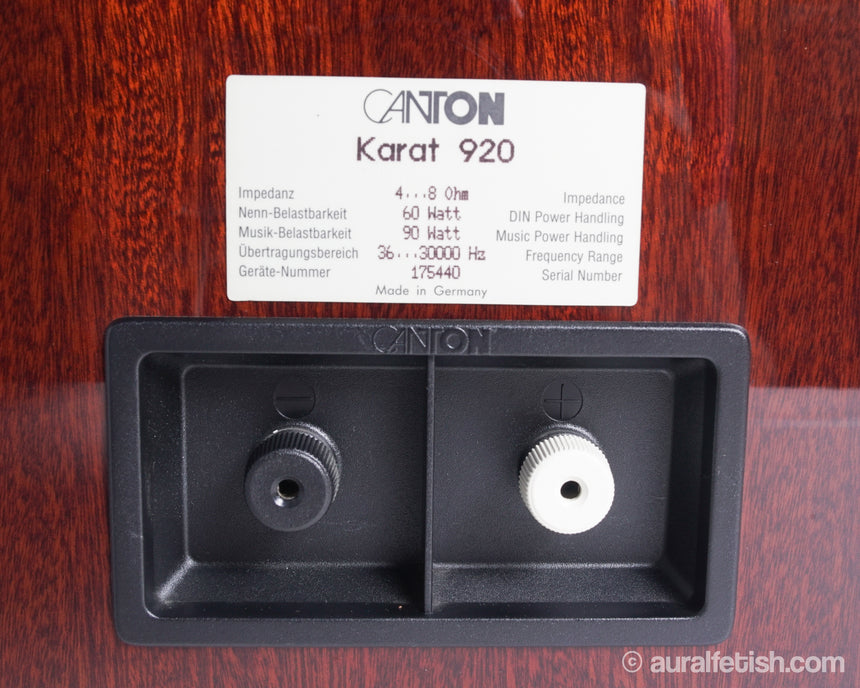 CANTON
Karat 920
Impedanz 4...8 Ohm Impedance
Nenn-Belastbarkeit 60 Watt DIN Power Handling
Musik-Belastbarkeit 90 Watt Music Power Handling
Übertragungsbereich 36...30000 Hz Frequency Range
Geräte-Nummer 175440 Serial Number
Made in Germany
CANTON
− +
© auralfetish.com